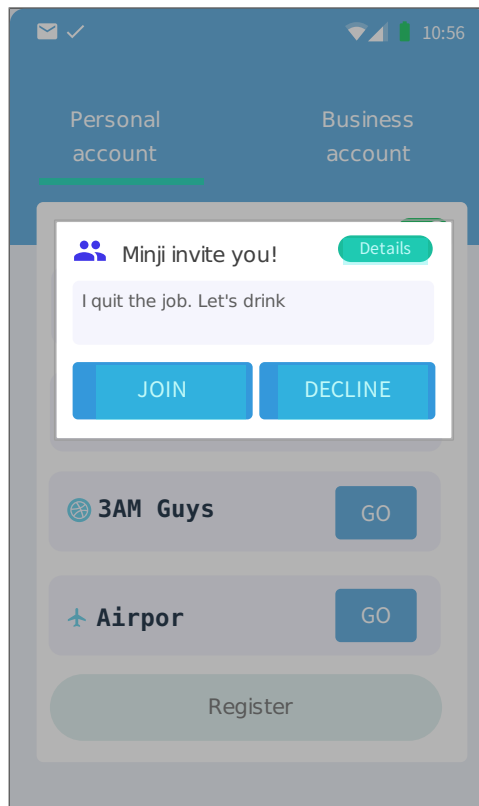 10:56
Personal
account
Business
account
Minji invite you!
Details
I quit the job. Let's drink
JOIN
DECLINE
3AM Guys
GO
Airpor
GO
Register